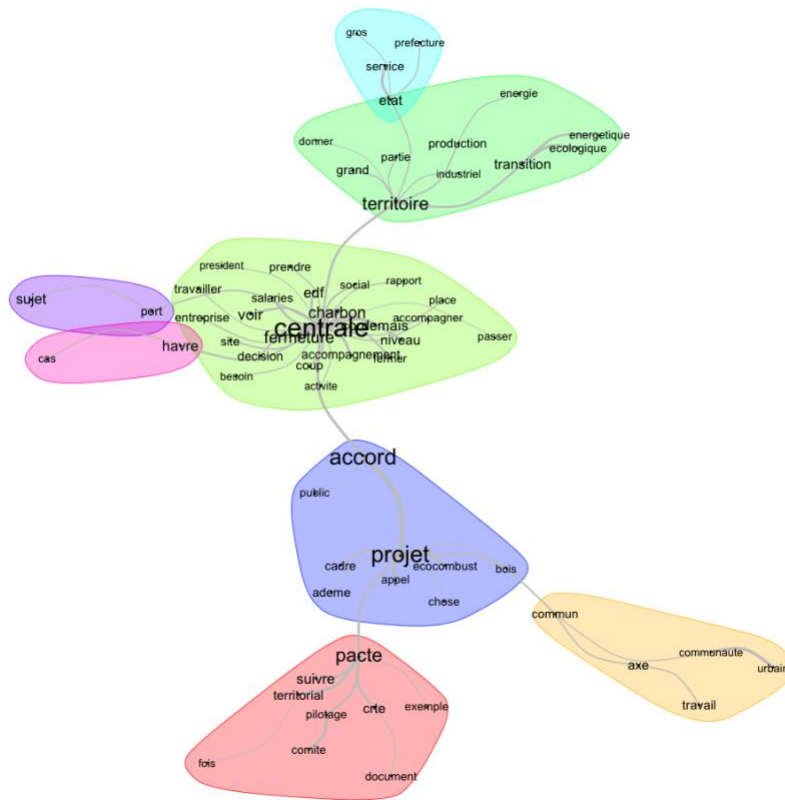 gros
prefecture
service
etat
energie
energetique
donner
production
ecologique
partie
transition
grand
industriel
territoire
president
prendre
social
rapport
sujet
travailler
edf
salaries
place
port
voir
charbon
entreprise
centrale
accompagner
site
fermeture
niveau
passer
havre
decision
accompagnement
fermer
cas
coup
besoin
activite
accord
public
projet
cadre
ecocombust
bois
appel
ademe
chose
commun
pacte
communaute
axe
urbain
suivre
territorial
crte
exemple
travail
pilotage
comite
fois
document